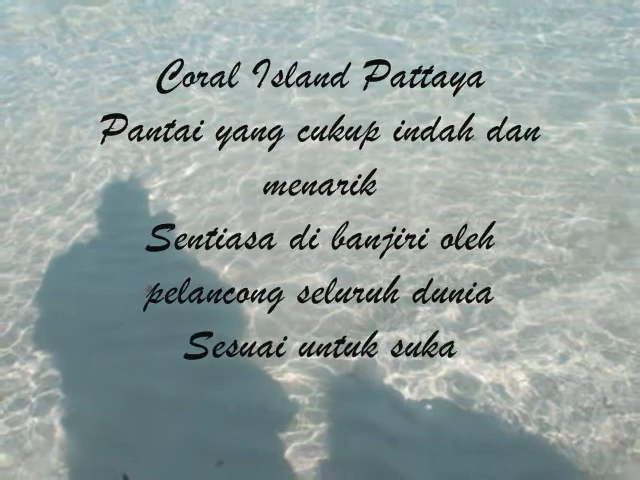 Coral Island Pattaya
Pantai yang cukup indah dan
menarik
Sentiasa di banjiri oleh
pelancong seluruh dunia
Sesuai untuk suka